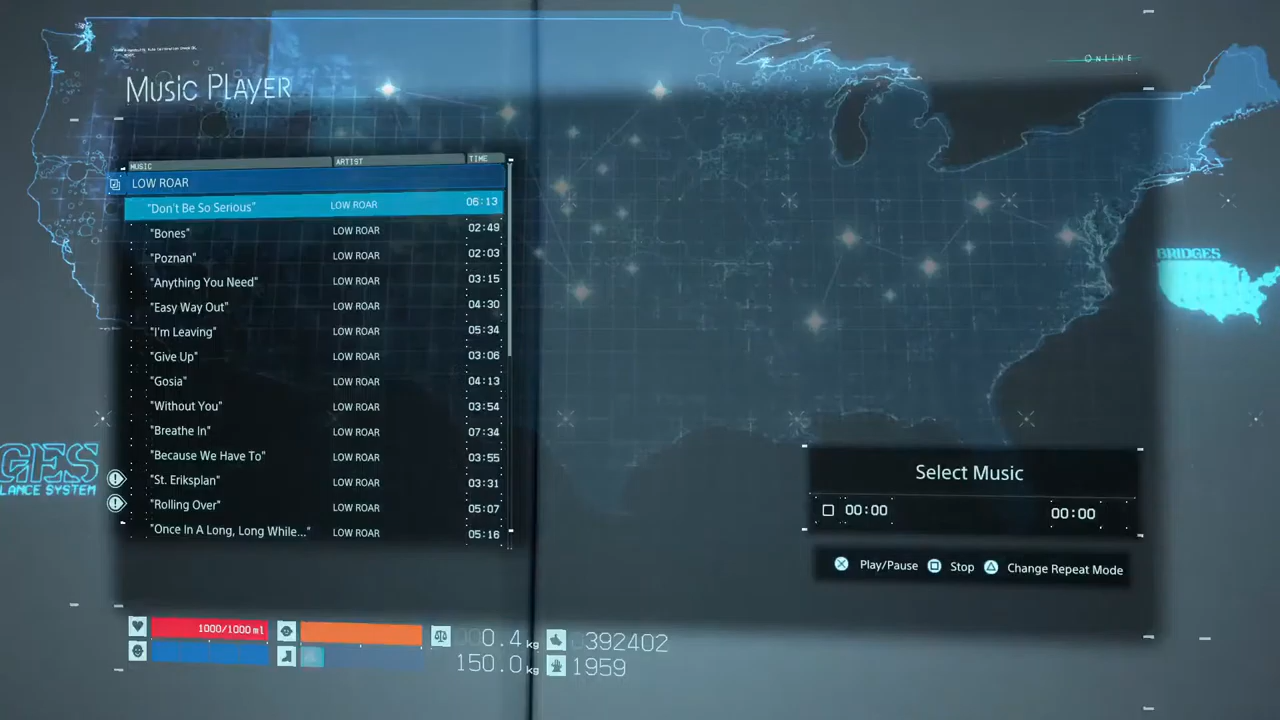 ONLINE
MUSIC PLAYER
MUSIC ARTIST TIME
LOW ROAR
"Don't Be So Serious" LOW ROAR 06:13
"Bones" LOW ROAR 02:49
"Poznan" LOW ROAR 02:03
"Anything You Need" LOW ROAR 03:15
"Easy Way Out" LOW ROAR 04:30
"I'm Leaving" LOW ROAR 05:34
"Give Up" LOW ROAR 03:06
"Gosia" LOW ROAR 04:13
"Without You" LOW ROAR 03:54
"Breathe In" LOW ROAR 07:34
"Because We Have To" LOW ROAR 03:55
"St. Eriksplan" LOW ROAR 03:31
"Rolling Over" LOW ROAR 05:07
"Once In A Long, Long While..." LOW ROAR 05:16
BRIDGES
GES
LANCE SYSTEM
Select Music
00:00 00:00
Play/Pause Stop Change Repeat Mode
1000/1000 ml
0.4 kg
150.0 kg
392402
1959